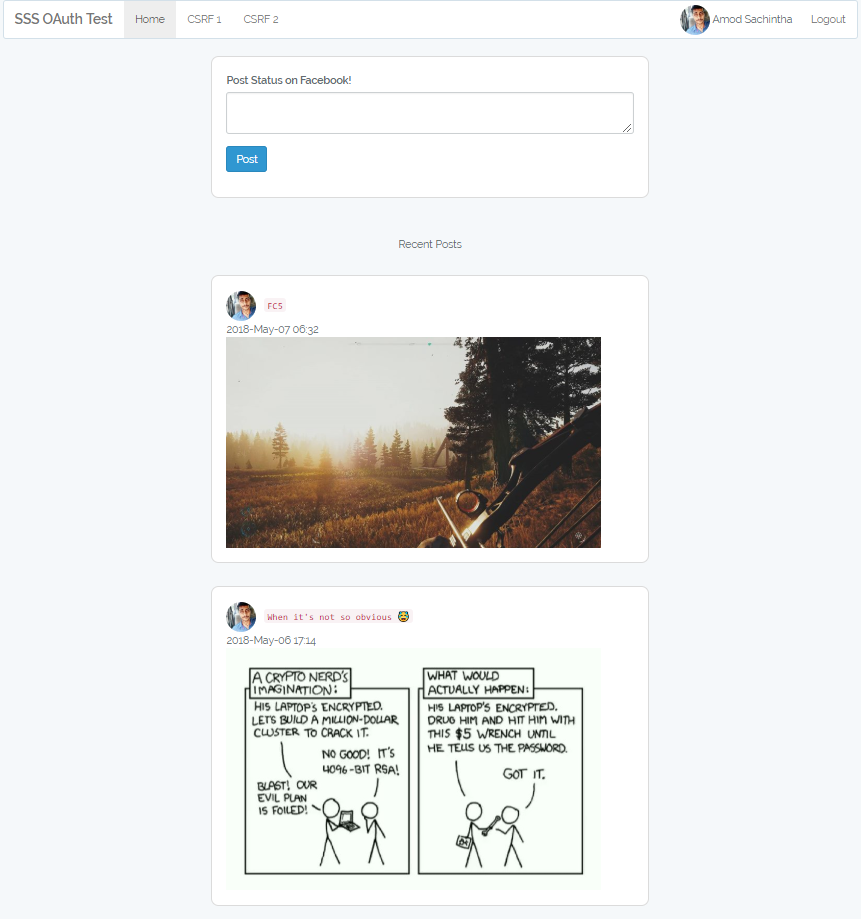 SSS OAuth Test Home CSRF 1 CSRF 2 Amod Sachintha Logout
Post Status on Facebook!
Post
Recent Posts
FC5
2018-May-07 06:32
When it's not so obvious 😇
2018-May-06 17:14
A CRYPTO NERD'S
IMAGINATION:
HIS LAPTOP'S ENCRYPTED.
LET'S BUILD A MILLION-DOLLAR
CLUSTER TO CRACK IT.
NO GOOD! IT'S
4096-BIT RSA!
BLAST! OUR
EVIL PLAN
IS FOILED!
WHAT WOULD
ACTUALLY HAPPEN:
HIS LAPTOP'S ENCRYPTED.
DRUG HIM AND HIT HIM WITH
THIS $5 WRENCH UNTIL
HE TELLS US THE PASSWORD.
GOT IT.